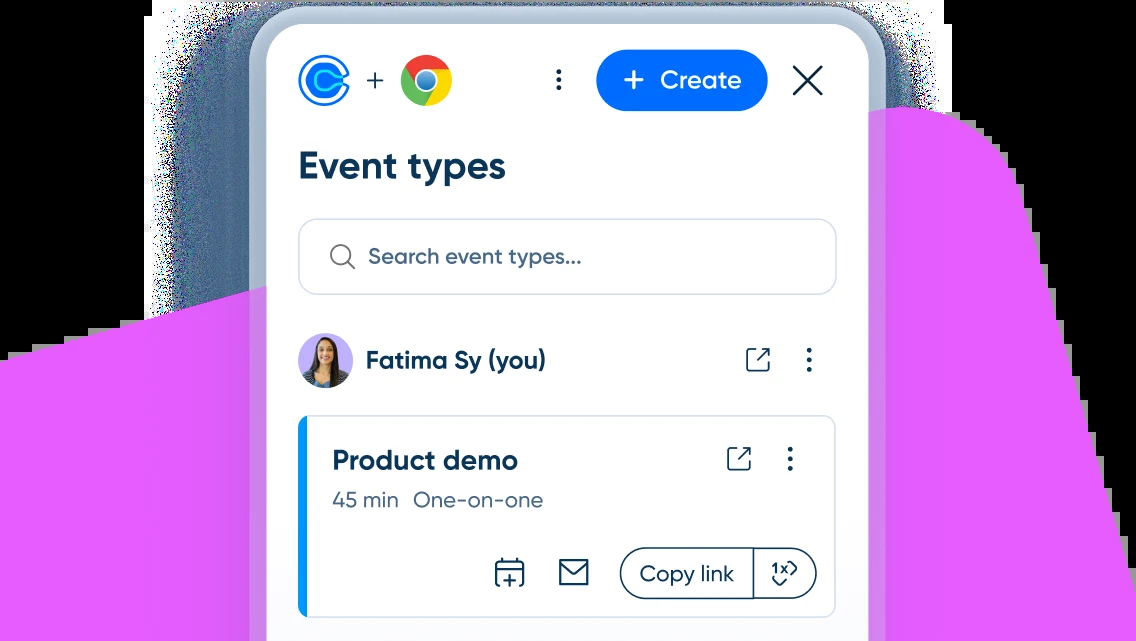 +
+ Create
Event types
Search event types...
Fatima Sy (you)
Product demo
45 min One-on-one
Copy link
1x